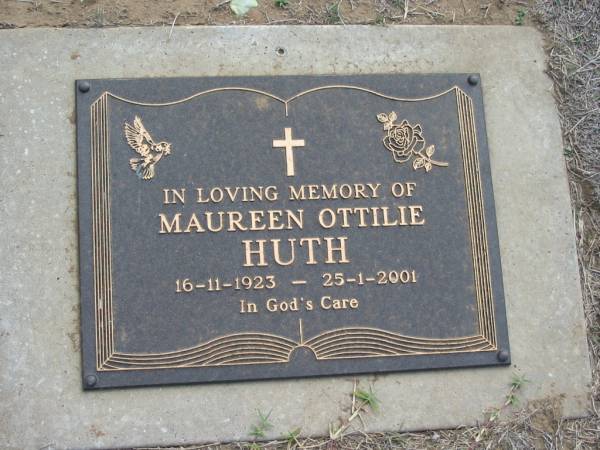 IN LOVING MEMORY OF
MAUREEN OTTILIE
HUTH
16-11-1923 — 25-1-2001
In God's Care